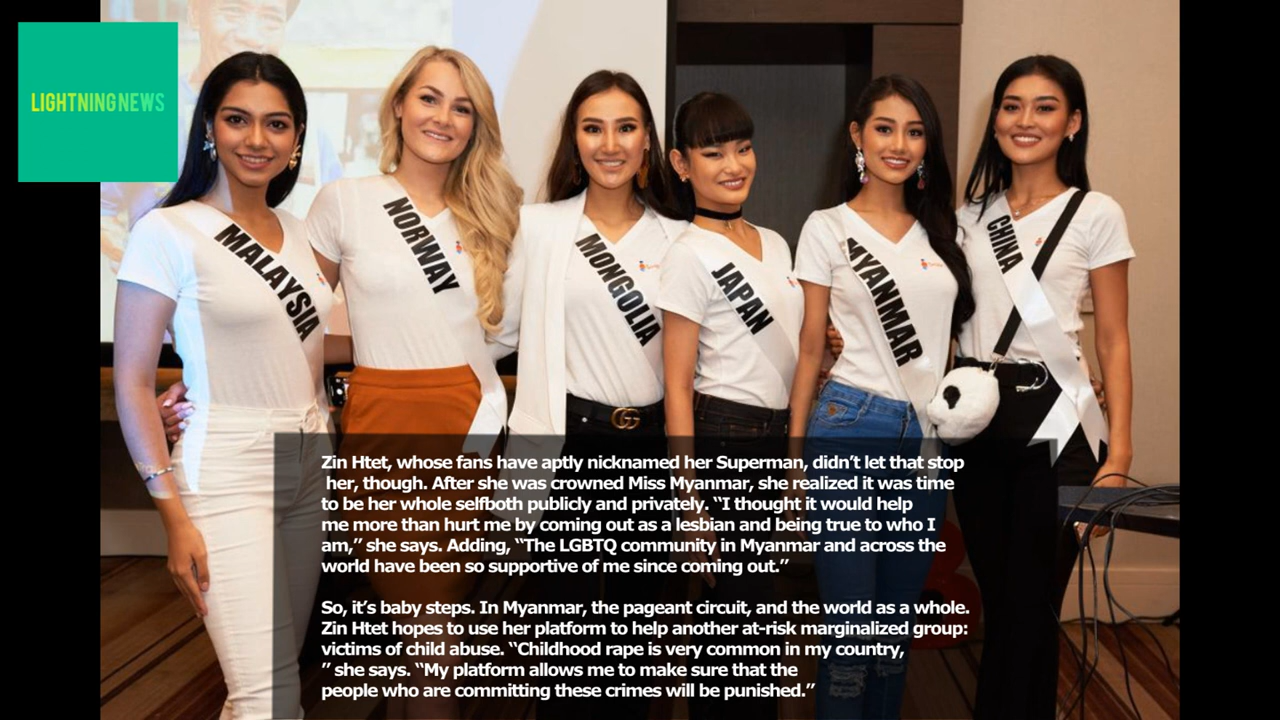 LIGHTNINGNEWS
MALAYSIA
NORWAY
MONGOLIA
JAPAN
MYANMAR
CHINA
Zin Htet, whose fans have aptly nicknamed her Superman, didn’t let that stop
her, though. After she was crowned Miss Myanmar, she realized it was time
to be her whole selfboth publicly and privately. “I thought it would help
me more than hurt me by coming out as a lesbian and being true to who I
am,” she says. Adding, “The LGBTQ community in Myanmar and across the
world have been so supportive of me since coming out.”
So, it’s baby steps. In Myanmar, the pageant circuit, and the world as a whole.
Zin Htet hopes to use her platform to help another at-risk marginalized group:
victims of child abuse. “Childhood rape is very common in my country,
” she says. “My platform allows me to make sure that the
people who are committing these crimes will be punished.”